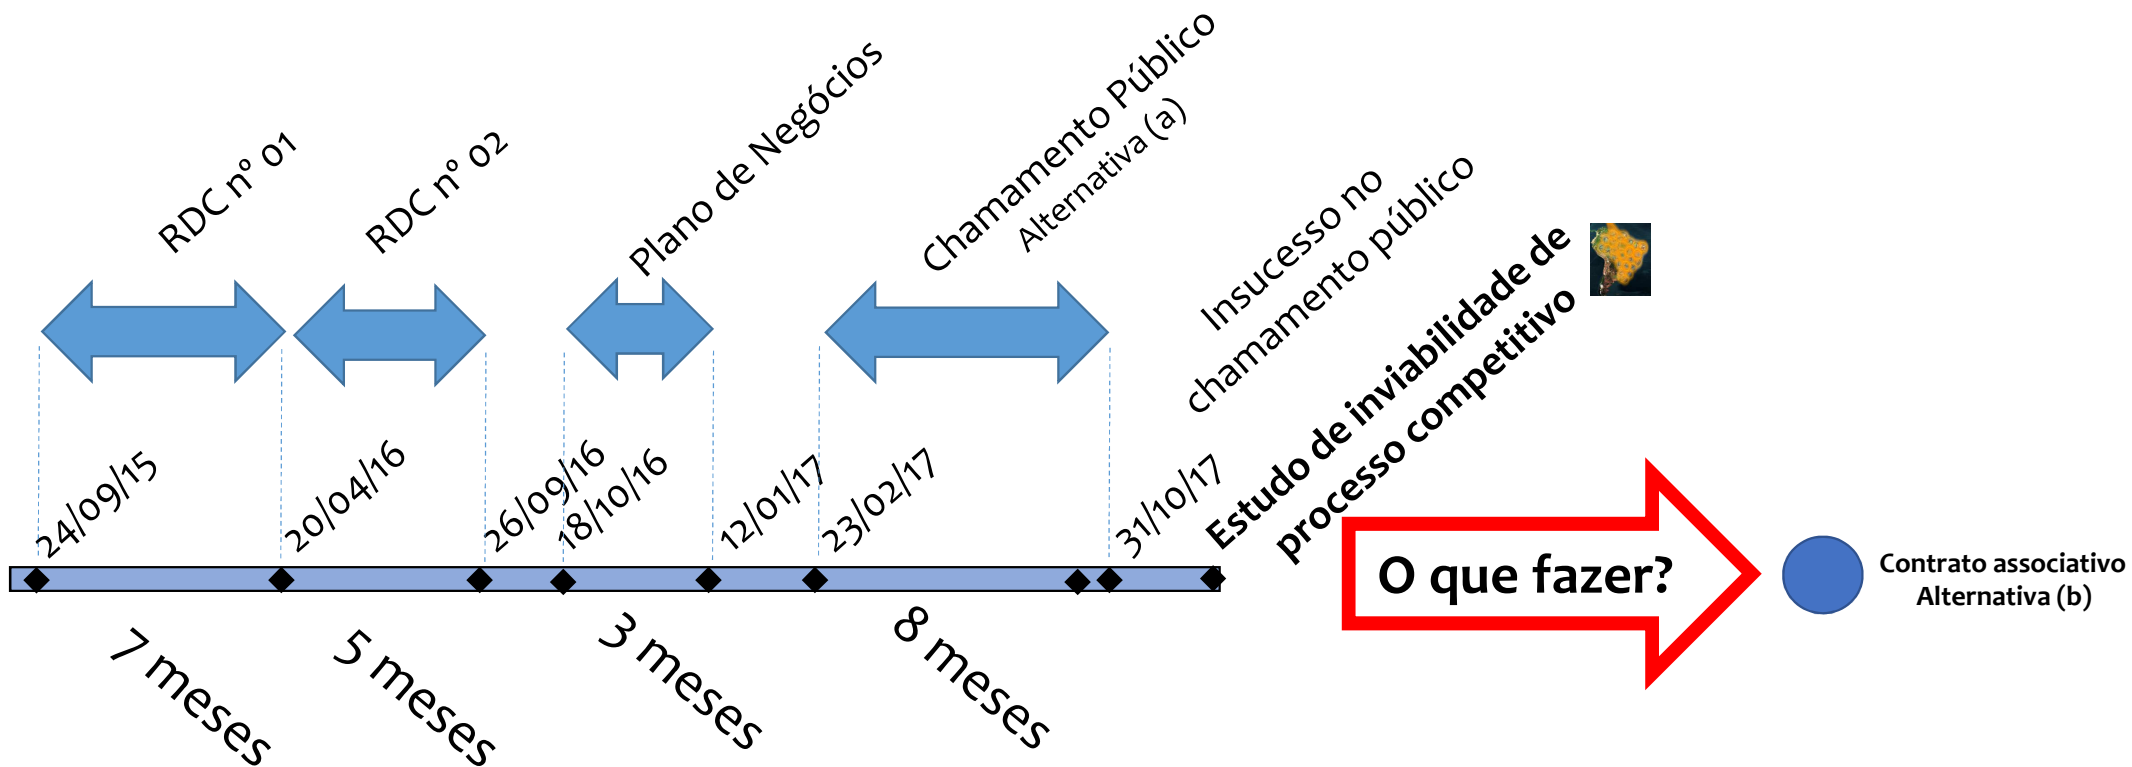 RDC nº 01
RDC nº 02
Plano de Negócios
Chamamento Público
Alternativa (a)
Insucesso no
chamamento público
Estudo de inviabilidade de
processo competitivo
24/09/15
20/04/16
26/09/16
18/10/16
12/01/17
23/02/17
31/10/17
7 meses
5 meses
3 meses
8 meses
O que fazer?
Contrato associativo
Alternativa (b)